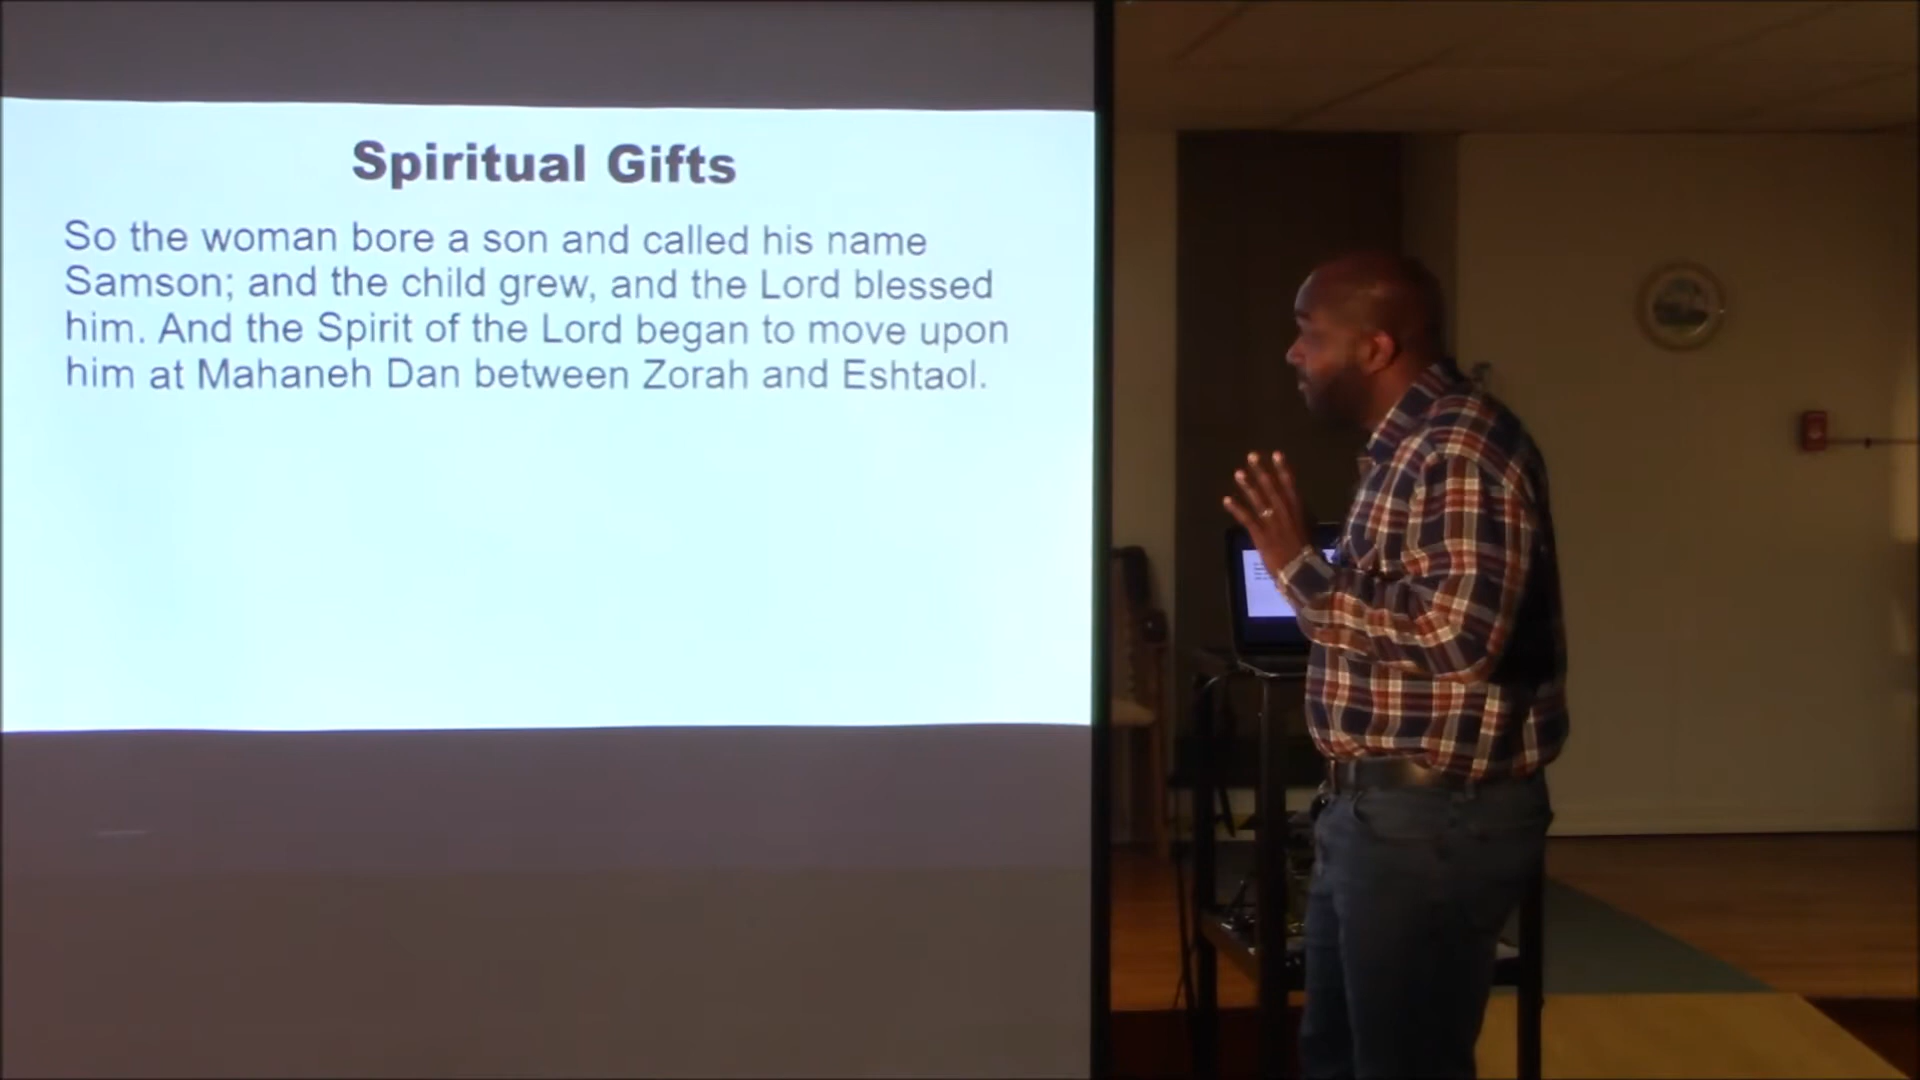 Spiritual Gifts
So the woman bore a son and called his name
Samson; and the child grew, and the Lord blessed
him. And the Spirit of the Lord began to move upon
him at Mahaneh Dan between Zorah and Eshtaol.